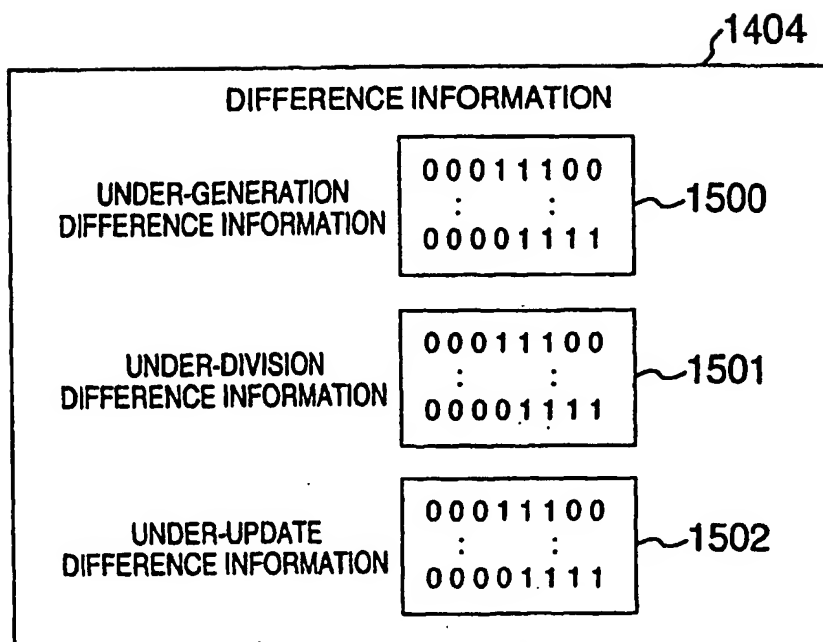 1404
DIFFERENCE INFORMATION
UNDER-GENERATION
DIFFERENCE INFORMATION
00011100
: :
00001111
1500
UNDER-DIVISION
DIFFERENCE INFORMATION
00011100
: :
00001111
1501
UNDER-UPDATE
DIFFERENCE INFORMATION
00011100
: :
00001111
1502